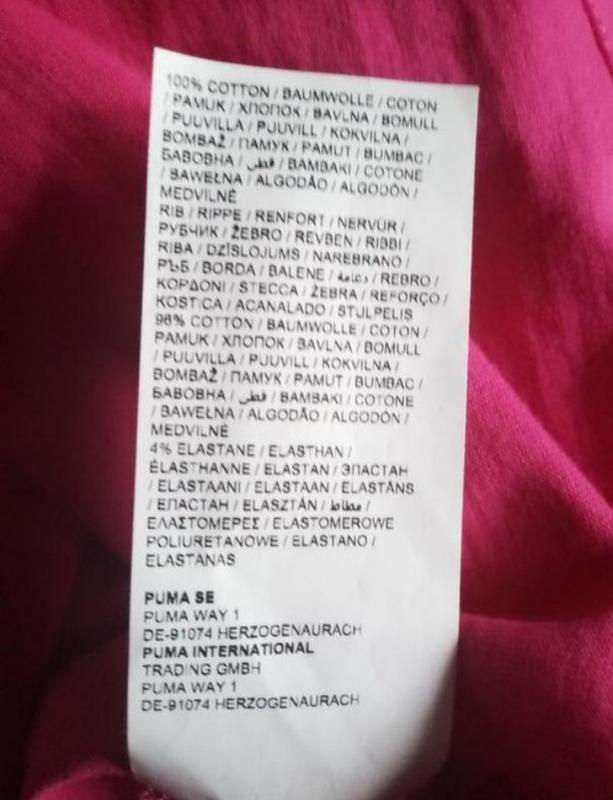 100% COTTON / BAUMWOLLE / COTON
/ PAMUK / ХЛОПОК / BAVLNA / BOMULL
/ PUUVILLA / PUUVILL / KOKVILNA /
BOMBAŽ / ПАМУК / PAMUT / BUMBAC /
БАВОВНА / قطن / BAMBAKI / COTONE
/ BAWEŁNA / ALGODÃO / ALGODÓN /
MEDVILNĖ
RIB / RIPPE / RENFORT / NERVÜR /
РУБЧИК / ŽEBRO / REVBEN / RIBBI /
RIBA / DZĪSLOJUMS / NAREBRANO /
РЪБ / BORDA / BALENE / دعامة / REBRO /
ΚΟΡΔΟΝΙ / STECCA / ŻEBRA / REFORÇO /
KOSTICA / ACANALADO / STULPELIS
96% COTTON / BAUMWOLLE / COTON /
PAMUK / ХЛОПОК / BAVLNA / BOMULL
/ PUUVILLA / PUUVILL / KOKVILNA /
BOMBAŽ / ПАМУК / PAMUT / BUMBAC /
БАВОВНА / قطن / BAMBAKI / COTONE
/ BAWEŁNA / ALGODÃO / ALGODÓN /
MEDVILNĖ
4% ELASTANE / ELASTHAN /
ÉLASTHANNE / ELASTAN / ЭЛАСТАН
/ ELASTAANI / ELASTAAN / ELASTĀNS
/ ЕЛАСТАН / ELASZTÁN / مطاط /
ΕΛΑΣΤΟΜΕΡΕΣ / ELASTOMEROWE
POLIURETANOWE / ELASTANO /
ELASTANAS
PUMA SE
PUMA WAY 1
DE-91074 HERZOGENAURACH
PUMA INTERNATIONAL
TRADING GMBH
PUMA WAY 1
DE-91074 HERZOGENAURACH